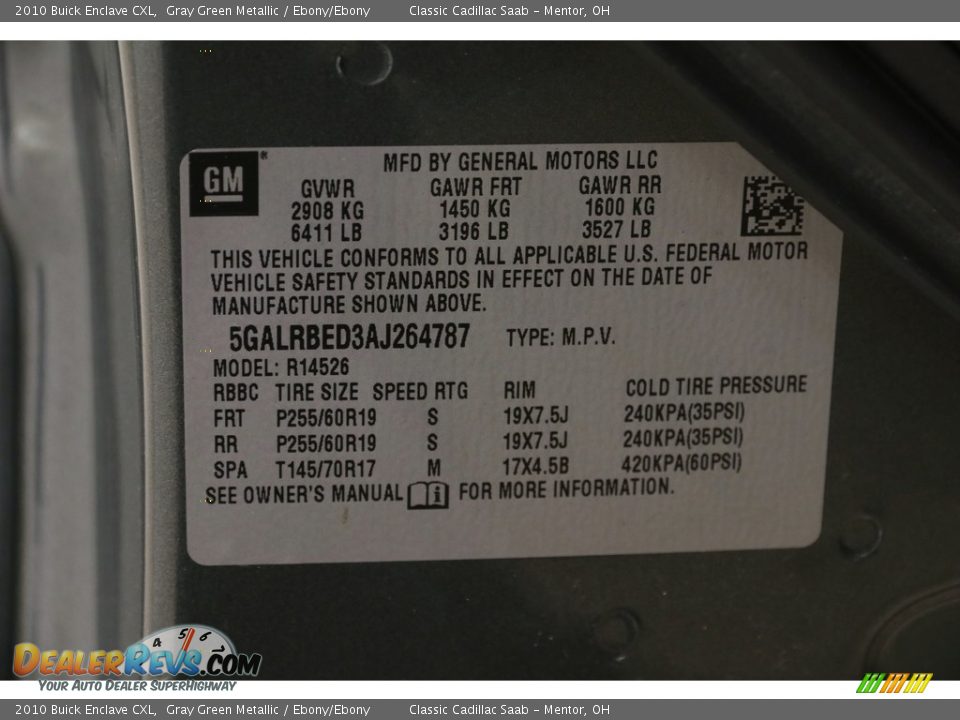 2010 Buick Enclave CXL,  Gray Green Metallic / Ebony/Ebony   Classic Cadillac Saab - Mentor, OH
GM ® MFD BY GENERAL MOTORS LLC
GVWR GAWR FRT GAWR RR
2908 KG 1450 KG 1600 KG
6411 LB 3196 LB 3527 LB
THIS VEHICLE CONFORMS TO ALL APPLICABLE U.S. FEDERAL MOTOR
VEHICLE SAFETY STANDARDS IN EFFECT ON THE DATE OF
MANUFACTURE SHOWN ABOVE.
5GALRBED3AJ264787 TYPE: M.P.V.
MODEL: R14526
RBBC TIRE SIZE SPEED RTG RIM COLD TIRE PRESSURE
FRT P255/60R19 S 19X7.5J 240KPA(35PSI)
RR P255/60R19 S 19X7.5J 240KPA(35PSI)
SPA T145/70R17 M 17X4.5B 420KPA(60PSI)
SEE OWNER'S MANUAL i FOR MORE INFORMATION.
4 5 6
DEALERREVS.COM
YOUR AUTO DEALER SUPERHIGHWAY
2010 Buick Enclave CXL,  Gray Green Metallic / Ebony/Ebony   Classic Cadillac Saab - Mentor, OH